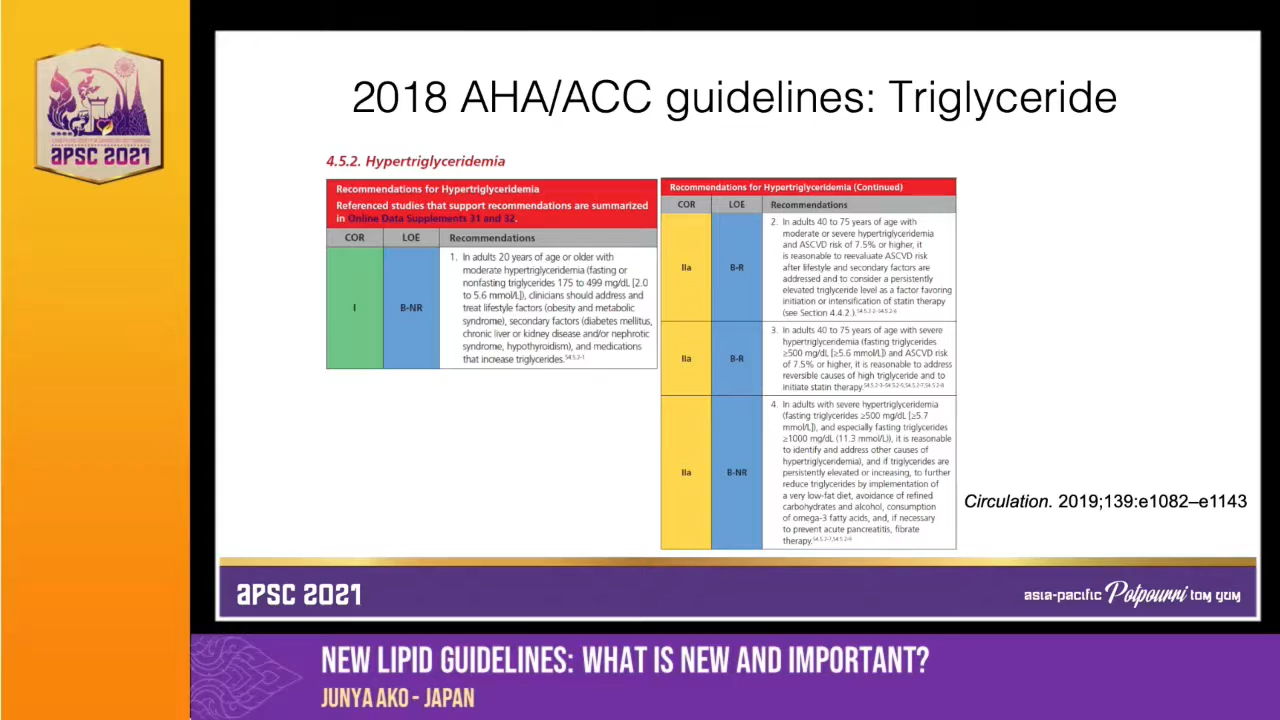 APSC 2021
2018 AHA/ACC guidelines: Triglyceride
4.5.2. Hypertriglyceridemia
Recommendations for Hypertriglyceridemia
Referenced studies that support recommendations are summarized
in Online Data Supplements 31 and 32.
COR LOE Recommendations
I B-NR
1. In adults 20 years of age or older with
moderate hypertriglyceridemia (fasting or
nonfasting triglycerides 175 to 499 mg/dL [2.0
to 5.6 mmol/L]), clinicians should address and
treat lifestyle factors (obesity and metabolic
syndrome), secondary factors (diabetes mellitus,
chronic liver or kidney disease and/or nephrotic
syndrome, hypothyroidism), and medications
that increase triglycerides.S4.5.2-1
Recommendations for Hypertriglyceridemia (Continued)
COR LOE Recommendations
IIa B-R
2. In adults 40 to 75 years of age with
moderate or severe hypertriglyceridemia
and ASCVD risk of 7.5% or higher, it
is reasonable to reevaluate ASCVD risk
after lifestyle and secondary factors are
addressed and to consider a persistently
elevated triglyceride level as a factor favoring
initiation or intensification of statin therapy
(see Section 4.4.2.).
IIa B-R
3. In adults 40 to 75 years of age with severe
hypertriglyceridemia (fasting triglycerides
≥500 mg/dL [≥5.6 mmol/L]) and ASCVD risk
of 7.5% or higher, it is reasonable to address
reversible causes of high triglyceride and to
initiate statin therapy.
IIa B-NR
4. In adults with severe hypertriglyceridemia
(fasting triglycerides ≥500 mg/dL [≥5.7
mmol/L]), and especially fasting triglycerides
≥1000 mg/dL (11.3 mmol/L)), it is reasonable
to identify and address other causes of
hypertriglyceridemia), and if triglycerides are
persistently elevated or increasing, to further
reduce triglycerides by implementation of
a very low-fat diet, avoidance of refined
carbohydrates and alcohol, consumption
of omega-3 fatty acids, and, if necessary
to prevent acute pancreatitis, fibrate
therapy.
Circulation. 2019;139:e1082–e1143
APSC 2021
asia-pacific Potpourri tom yum
NEW LIPID GUIDELINES: WHAT IS NEW AND IMPORTANT?
JUNYA AKO - JAPAN